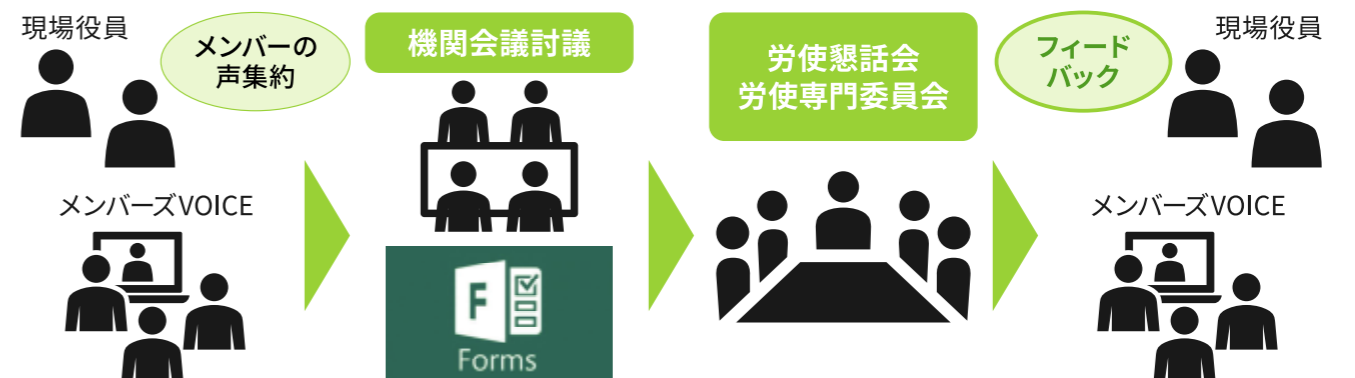 現場役員
メンバーの
声集約
メンバーズVOICE
機関会議討議
F
Forms
労使懇話会
労使専門委員会
フィード
バック
現場役員
メンバーズVOICE